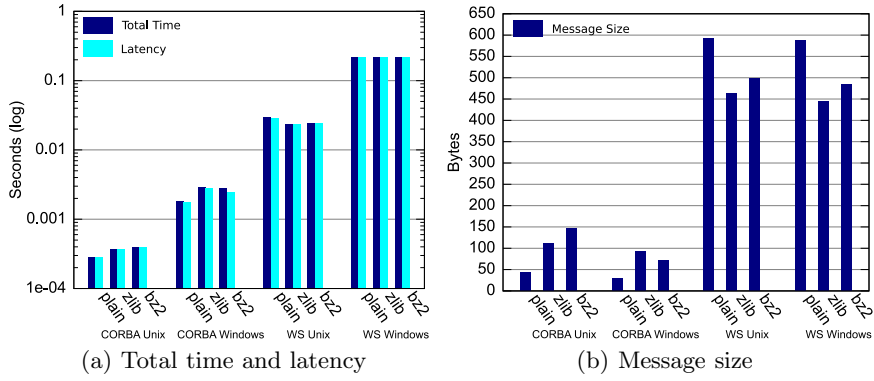 1
0.1
0.01
0.001
1e-04
Seconds (log)
Total Time
Latency
plain zlib bz2 plain zlib bz2 plain zlib bz2 plain zlib bz2
CORBA Unix CORBA Windows WS Unix WS Windows
(a) Total time and latency
650
600
550
500
450
400
350
300
250
200
150
100
50
0
Bytes
Message Size
plain zlib bz2 plain zlib bz2 plain zlib bz2 plain zlib bz2
CORBA Unix CORBA Windows WS Unix WS Windows
(b) Message size